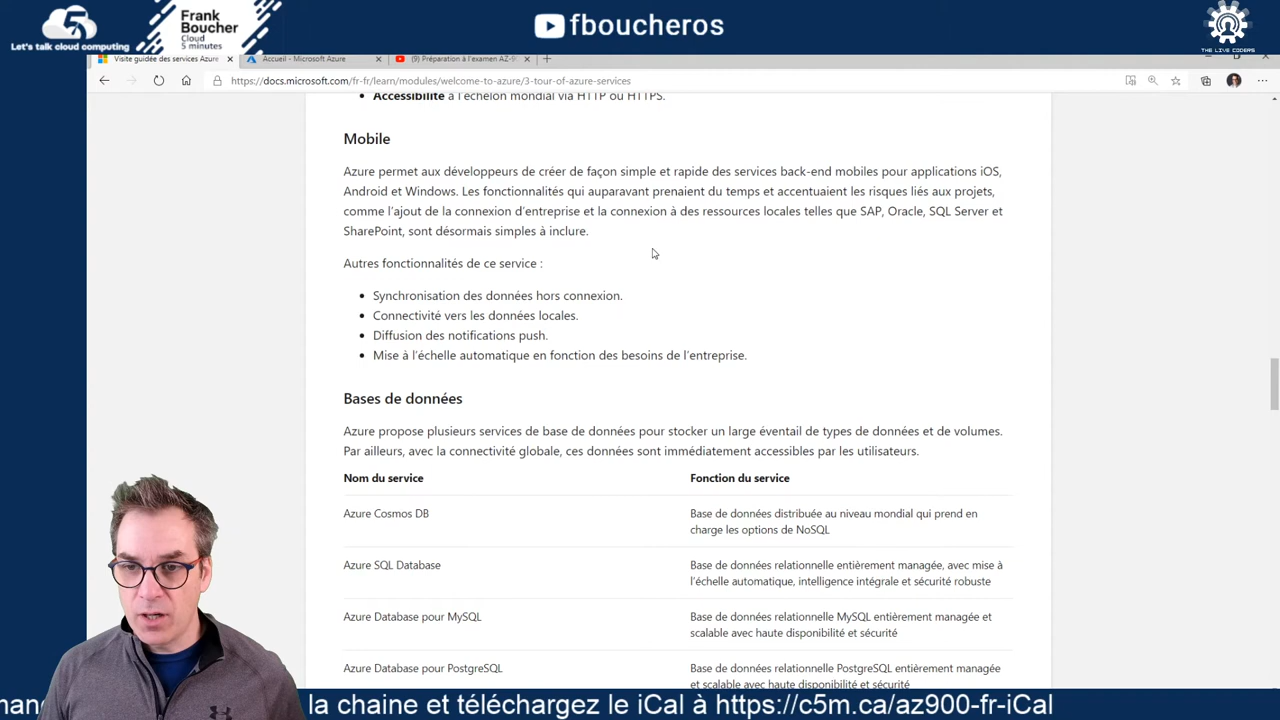 5
Let's talk cloud computing
Frank
Boucher
Cloud
5 minutes
fboucheros
THE LIVE CODERS
Visite guidée des services Azure
Accueil - Microsoft Azure
(9) Préparation à l'examen AZ-9
https://docs.microsoft.com/fr-fr/learn/modules/welcome-to-azure/3-tour-of-azure-services
Accessibilité à l'échelon mondial via HTTP ou HTTPS.
Mobile
Azure permet aux développeurs de créer de façon simple et rapide des services back-end mobiles pour applications iOS,
Android et Windows. Les fonctionnalités qui auparavant prenaient du temps et accentuaient les risques liés aux projets,
comme l'ajout de la connexion d'entreprise et la connexion à des ressources locales telles que SAP, Oracle, SQL Server et
SharePoint, sont désormais simples à inclure.
Autres fonctionnalités de ce service :
Synchronisation des données hors connexion.
Connectivité vers les données locales.
Diffusion des notifications push.
Mise à l'échelle automatique en fonction des besoins de l'entreprise.
Bases de données
Azure propose plusieurs services de base de données pour stocker un large éventail de types de données et de volumes.
Par ailleurs, avec la connectivité globale, ces données sont immédiatement accessibles par les utilisateurs.
Nom du service Fonction du service
Azure Cosmos DB
Base de données distribuée au niveau mondial qui prend en
charge les options de NoSQL
Azure SQL Database
Base de données relationnelle entièrement managée, avec mise à
l'échelle automatique, intelligence intégrale et sécurité robuste
Azure Database pour MySQL
Base de données relationnelle MySQL entièrement managée et
scalable avec haute disponibilité et sécurité
Azure Database pour PostgreSQL
Base de données relationnelle PostgreSQL entièrement managée
et scalable avec haute disponibilité et sécurité
la chaine et téléchargez le iCal à https://c5m.ca/az900-fr-iCal